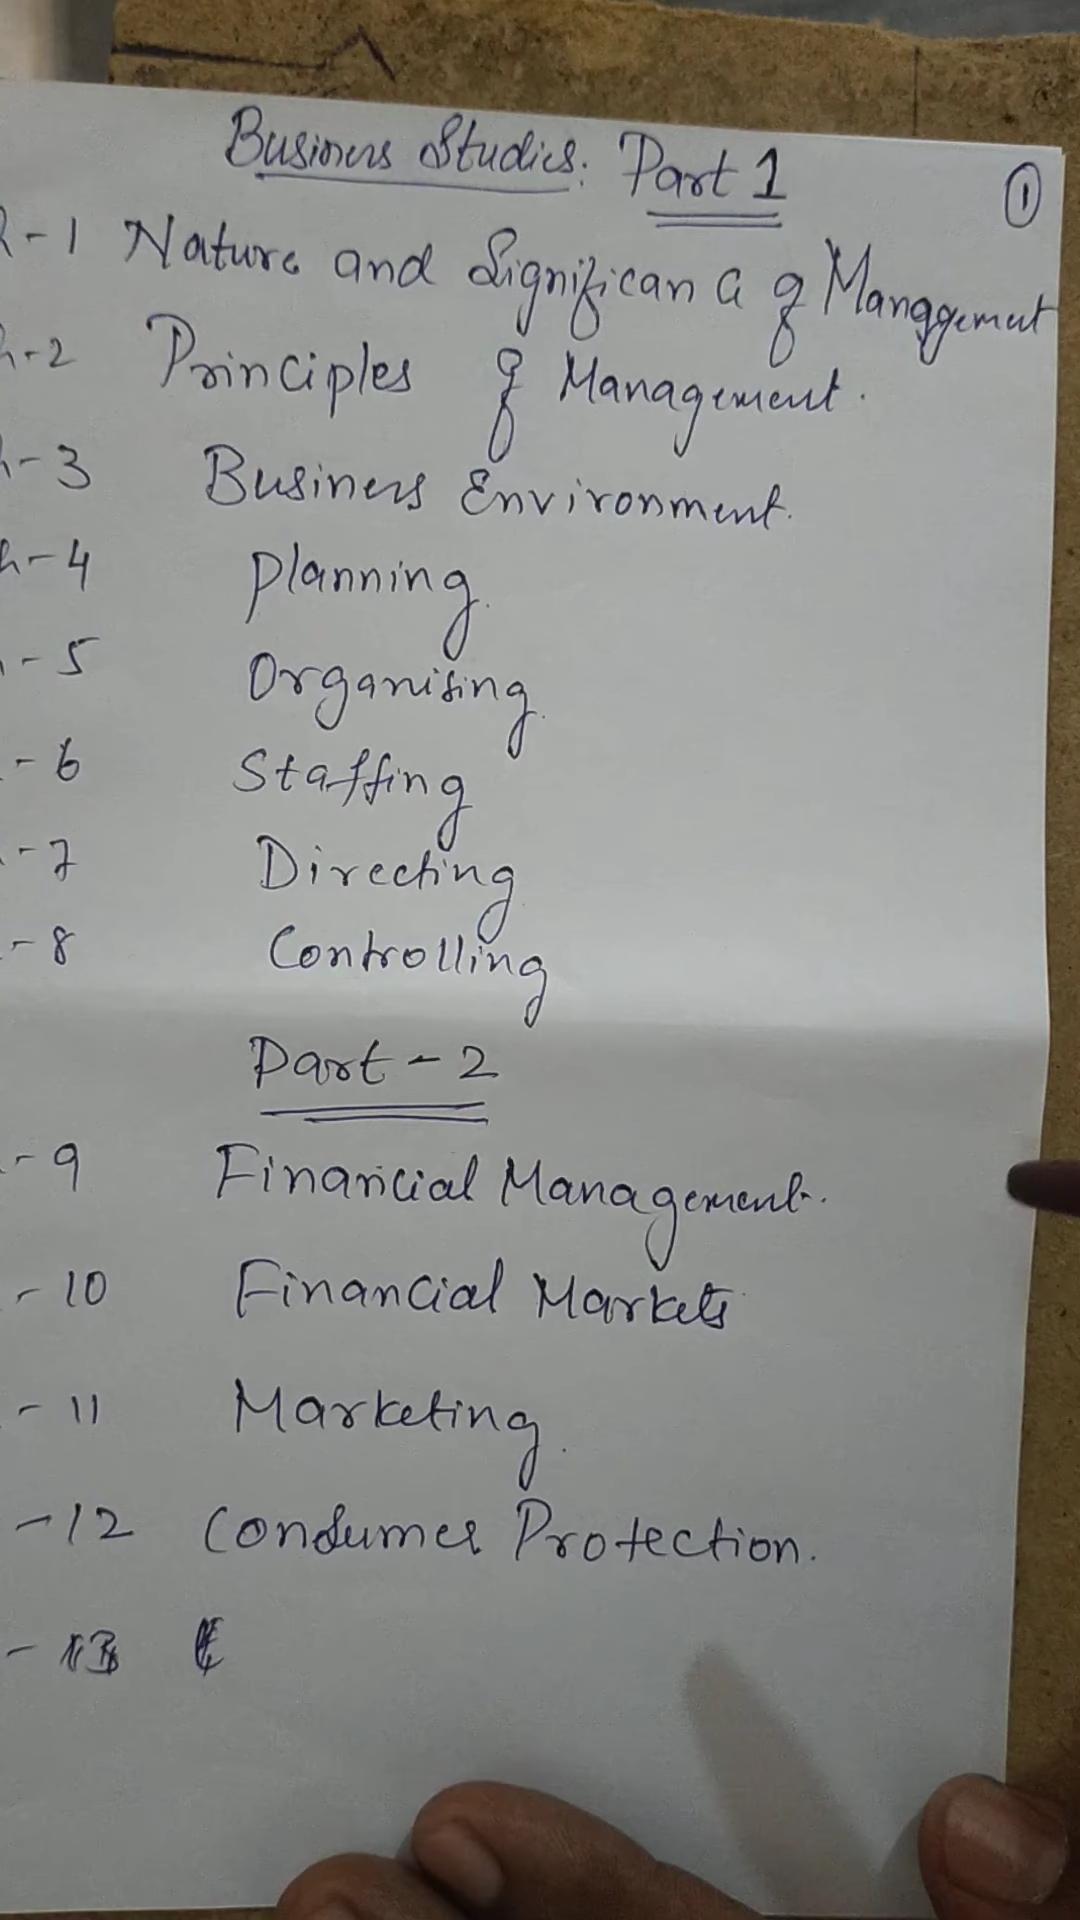 Business Studies: Part 1
1
h-1 Nature and Significance of Management
h-2 Principles of Management.
h-3 Business Environment.
h-4 Planning.
-5 Organising.
-6 Staffing
-7 Directing.
-8 Controlling
Part-2
-9 Financial Management.
-10 Financial Markets
-11 Marketing.
-12 Consumer Protection.